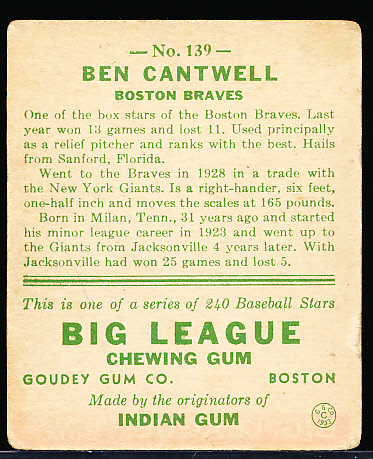 — No. 139 —
BEN CANTWELL
BOSTON BRAVES
One of the box stars of the Boston Braves. Last
year won 13 games and lost 11. Used principally
as a relief pitcher and ranks with the best. Hails
from Sanford, Florida.
Went to the Braves in 1928 in a trade with
the New York Giants. Is a right-hander, six feet,
one-half inch and moves the scales at 165 pounds.
Born in Milan, Tenn., 31 years ago and started
his minor league career in 1923 and went up to
the Giants from Jacksonville 4 years later. With
Jacksonville had won 25 games and lost 5.
This is one of a series of 240 Baseball Stars
BIG LEAGUE
CHEWING GUM
GOUDEY GUM CO. BOSTON
Made by the originators of
INDIAN GUM